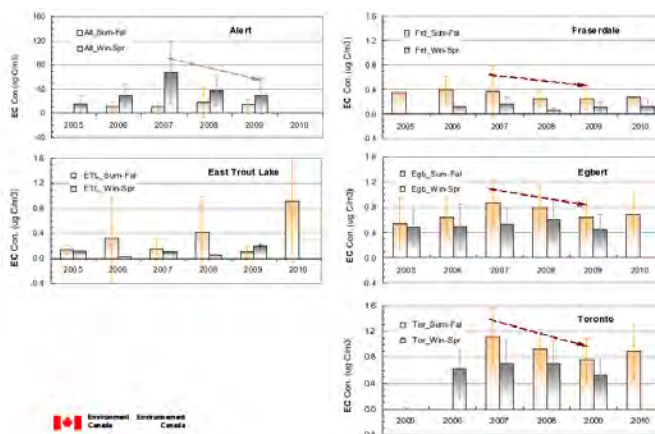 Alert
Alt_Sum-Fal
Alt_Win-Spr
EC Con. (ug C/m3)
160
120
80
40
0
-40
2005 2006 2007 2008 2009 2010
Fraserdale
Frd_Sum-Fal
Frd_Win-Spr
EC Con. (ug C/m3)
1.6
1.2
0.8
0.4
0.0
-0.4
2005 2006 2007 2008 2009 2010
East Trout Lake
ETL_Sum-Fal
ETL_Win-Spr
EC Con. (ug C/m3)
1.6
1.2
0.8
0.4
0.0
-0.4
2005 2006 2007 2008 2009 2010
Egbert
Egb_Sum-Fal
Egb_Win-Spr
EC Con. (ug C/m3)
1.6
1.2
0.8
0.4
0.0
-0.4
2005 2006 2007 2008 2009 2010
Toronto
Tor_Sum-Fal
Tor_Win-Spr
EC Con. (ug C/m3)
1.6
1.2
0.8
0.4
0.0
2005 2006 2007 2008 2009 2010
Environment Environnement
Canada Canada